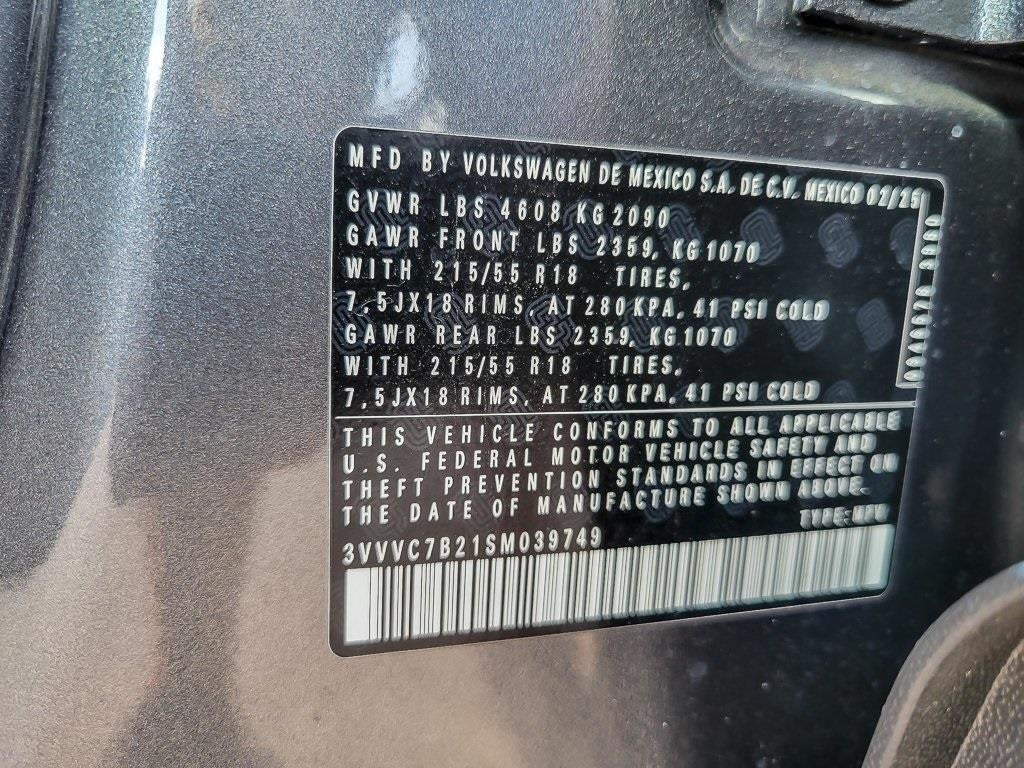 MFD BY VOLKSWAGEN DE MEXICO S.A. DE C.V. MEXICO 02/25
GVWR LBS 4608 KG 2090
GAWR FRONT LBS 2359, KG 1070
WITH 215/55 R18 TIRES,
7,5JX18 RIMS, AT 280 KPA, 41 PSI COLD
GAWR REAR LBS 2359, KG 1070
WITH 215/55 R18 TIRES,
7,5JX18 RIMS, AT 280 KPA, 41 PSI COLD
THIS VEHICLE CONFORMS TO ALL APPLICABLE
U.S. FEDERAL MOTOR VEHICLE SAFETY AND
THEFT PREVENTION STANDARDS IN EFFECT ON
THE DATE OF MANUFACTURE SHOWN ABOVE.
TYPE: MPV
3VVVC7B21SM039749